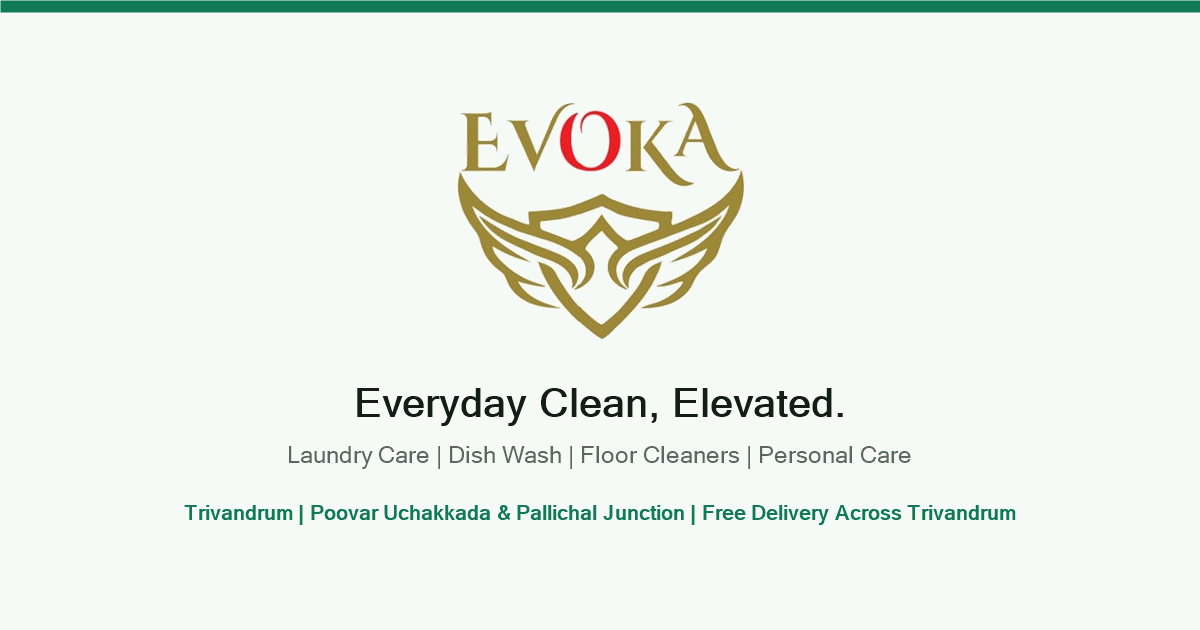 EVOKA
Everyday Clean, Elevated.
Laundry Care | Dish Wash | Floor Cleaners | Personal Care
Trivandrum | Poovar Uchakkada & Pallichal Junction | Free Delivery Across Trivandrum